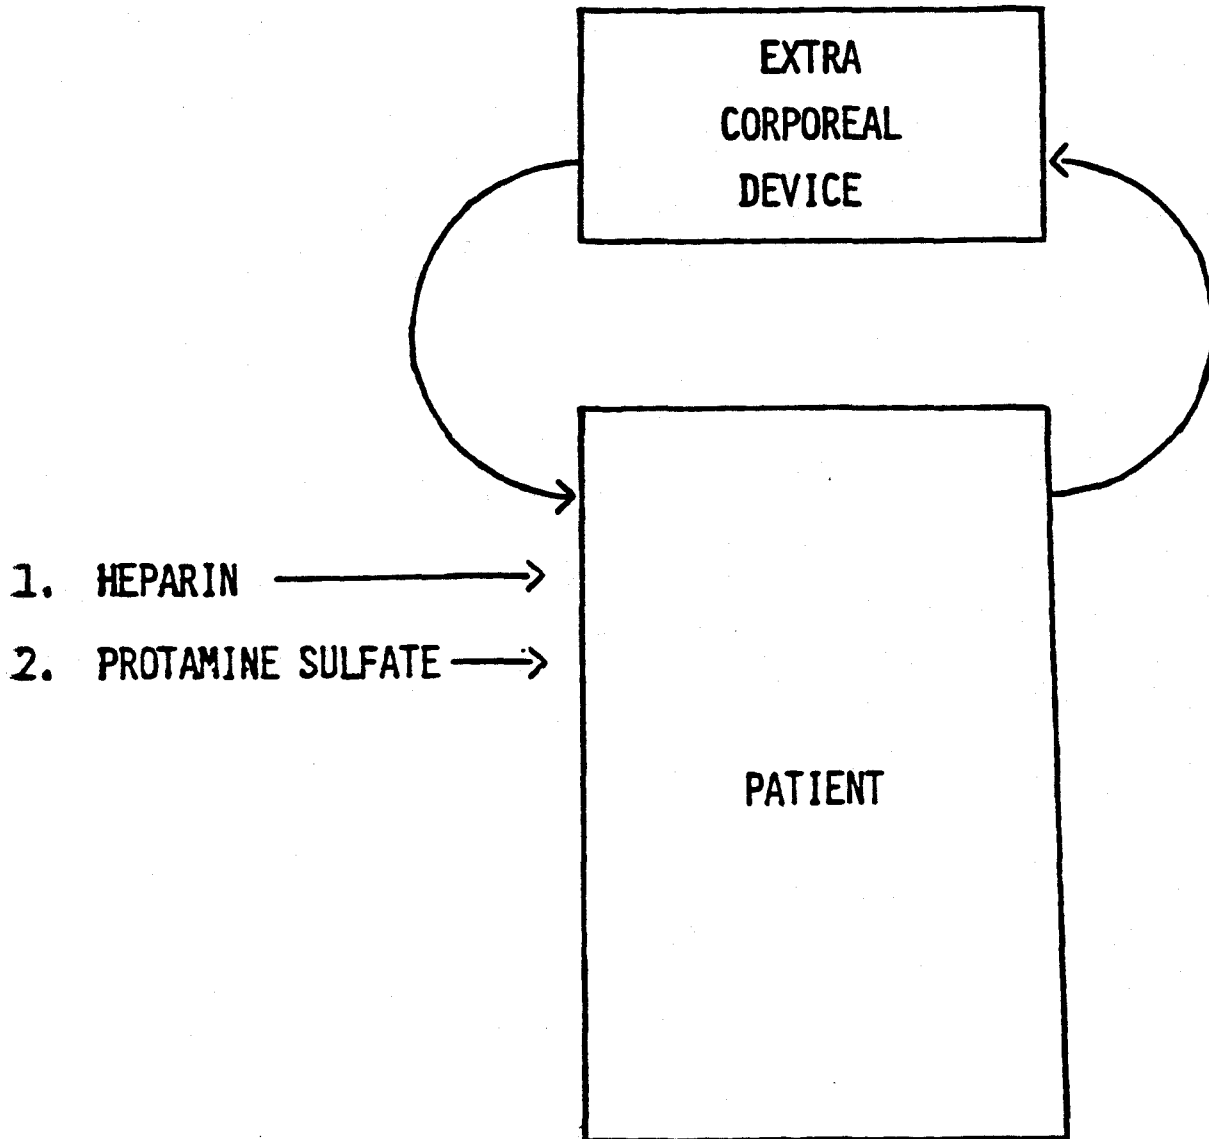 EXTRA
CORPOREAL
DEVICE
1. HEPARIN
2. PROTAMINE SULFATE
PATIENT